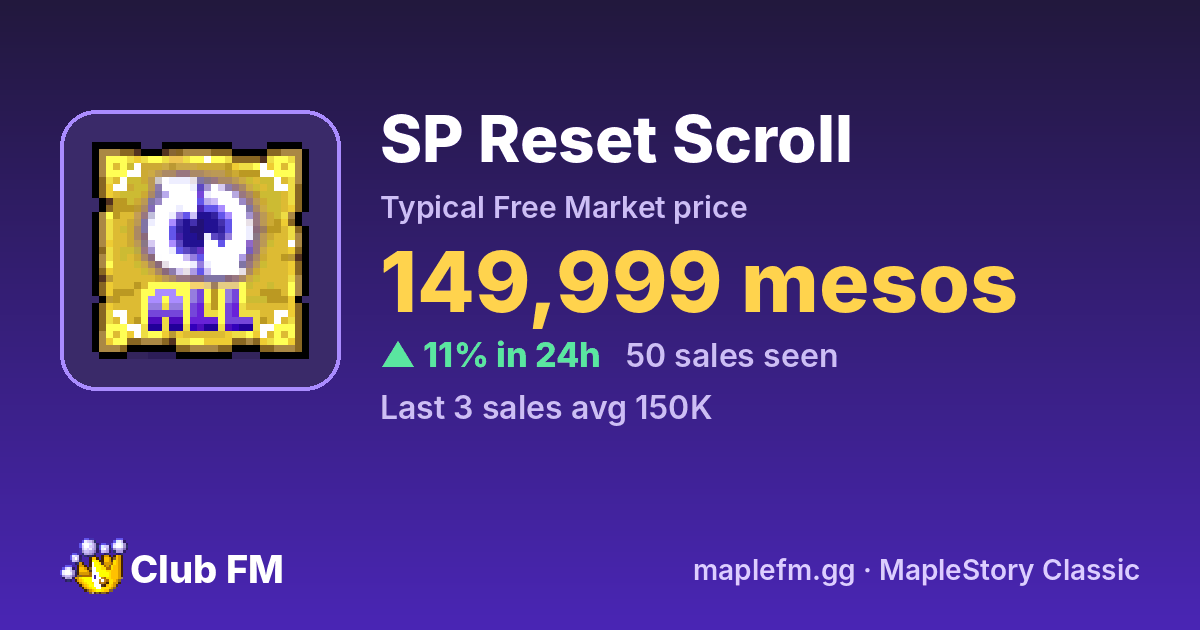 SP Reset Scroll
Typical Free Market price
149,999 mesos
▲ 11% in 24h 50 sales seen
Last 3 sales avg 150K
ALL
Club FM
maplefm.gg · MapleStory Classic